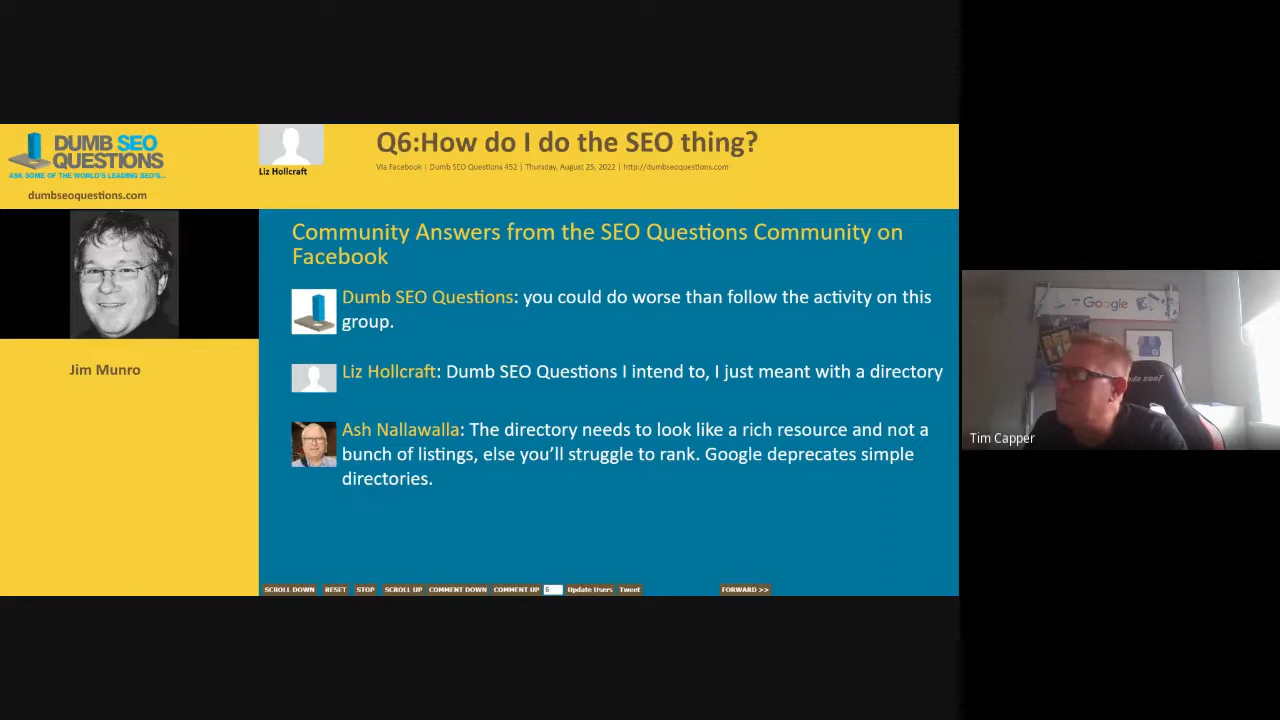 DUMB SEO
QUESTIONS
ASK SOME OF THE WORLD'S LEADING SEO'S...
dumbseoquestions.com
Liz Hollcraft
Q6:How do I do the SEO thing?
Via Facebook | Dumb SEO Questions 452 | Thursday, August 25, 2022 | http://dumbseoquestions.com
Jim Munro
Community Answers from the SEO Questions Community on
Facebook
Dumb SEO Questions: you could do worse than follow the activity on this
group.
Liz Hollcraft: Dumb SEO Questions I intend to, I just meant with a directory
Ash Nallawalla: The directory needs to look like a rich resource and not a
bunch of listings, else you'll struggle to rank. Google deprecates simple
directories.
SCROLL DOWN RESET STOP SCROLL UP COMMENT DOWN COMMENT UP 6 Update Users Tweet FORWARD >>
Google
Tim Capper